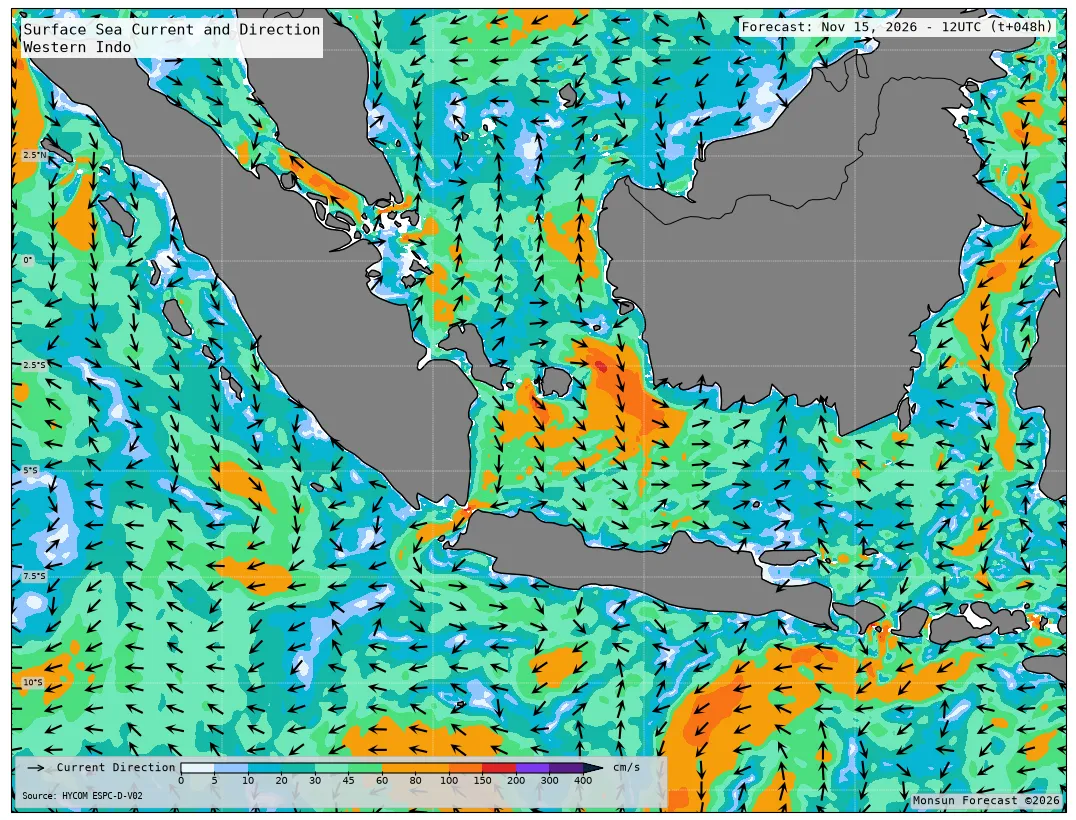 Surface Sea Current and Direction
Western Indo
Forecast: Nov 15, 2026 - 12UTC (t+048h)
2.5°N
0°
2.5°S
5°S
7.5°S
10°S
Current Direction
0 5 10 20 30 45 60 80 100 150 200 300 400 cm/s
Source: HYCOM ESPC-D-V02
Monsun Forecast ©2026